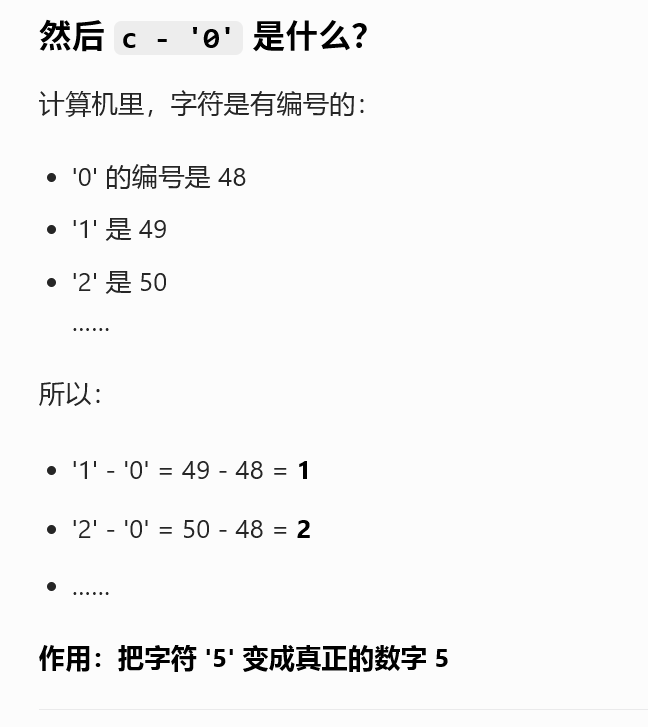 然后 c - '0' 是什么？
计算机里，字符是有编号的：
• '0' 的编号是 48
• '1' 是 49
• '2' 是 50
……
所以：
• '1' - '0' = 49 - 48 = 1
• '2' - '0' = 50 - 48 = 2
• ……
作用：把字符 '5' 变成真正的数字 5